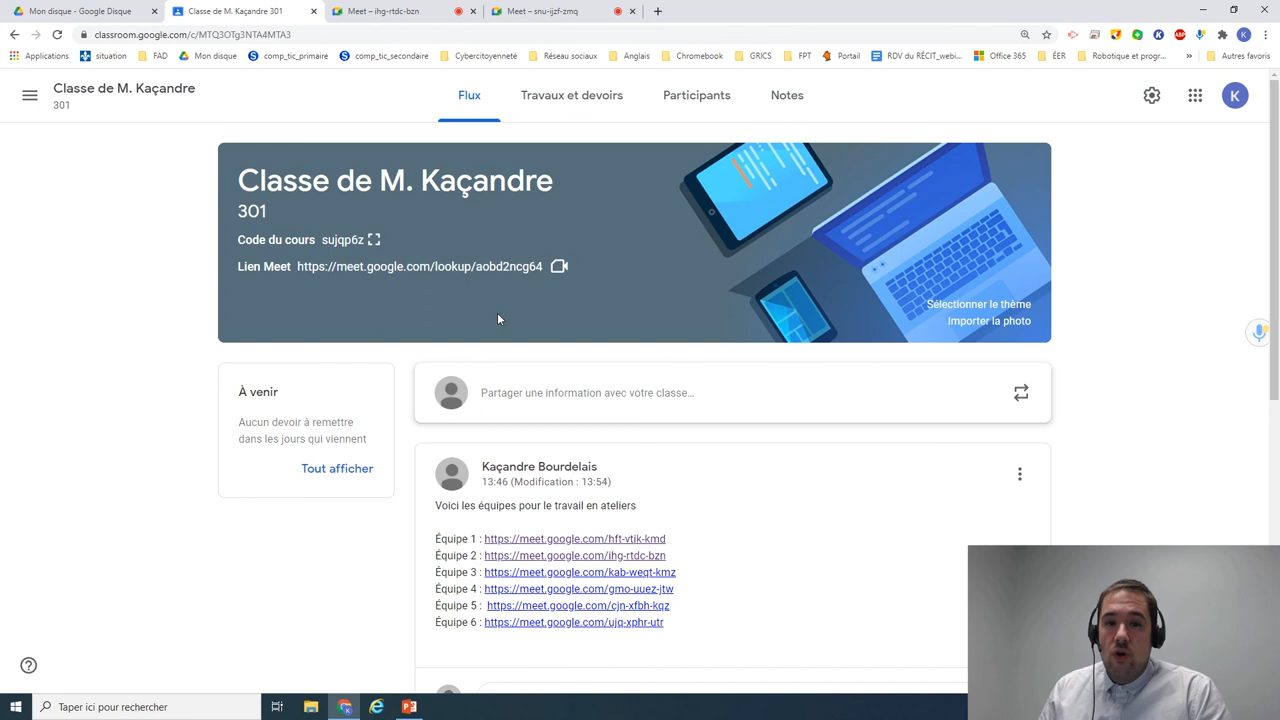 Mon disque - Google Disque
Classe de M. Kaçandre 301
Meet – ihg-rtdc-bzn
Meet – snu-ijzf-zmq
classroom.google.com/c/MTQ3OTg3NTA4MTA3
Applications
situation
FAD
Mon disque
comp_tic_primaire
comp_tic_secondaire
Cybercitoyenneté
Réseau sociaux
Anglais
Chromebook
GRICS
FPT
Portail
RDV du RÉCIT_webi...
Office 365
ÉER
Robotique et progr...
»
Autres favoris
Classe de M. Kaçandre
301
Flux
Travaux et devoirs
Participants
Notes
K
Classe de M. Kaçandre
301
Code du cours sujqp6z
Lien Meet https://meet.google.com/lookup/aobd2ncg64
Sélectionner le thème
Importer la photo
À venir
Aucun devoir à remettre
dans les jours qui viennent
Tout afficher
Partager une information avec votre classe...
Kaçandre Bourdelais
13:46 (Modification : 13:54)
Voici les équipes pour le travail en ateliers
Équipe 1 : https://meet.google.com/hft-vtik-kmd
Équipe 2 : https://meet.google.com/ihg-rtdc-bzn
Équipe 3 : https://meet.google.com/kab-weqt-kmz
Équipe 4 : https://meet.google.com/gmo-uuez-jtw
Équipe 5 : https://meet.google.com/cjn-xfbh-kqz
Équipe 6 : https://meet.google.com/ujq-xphr-utr
Taper ici pour rechercher